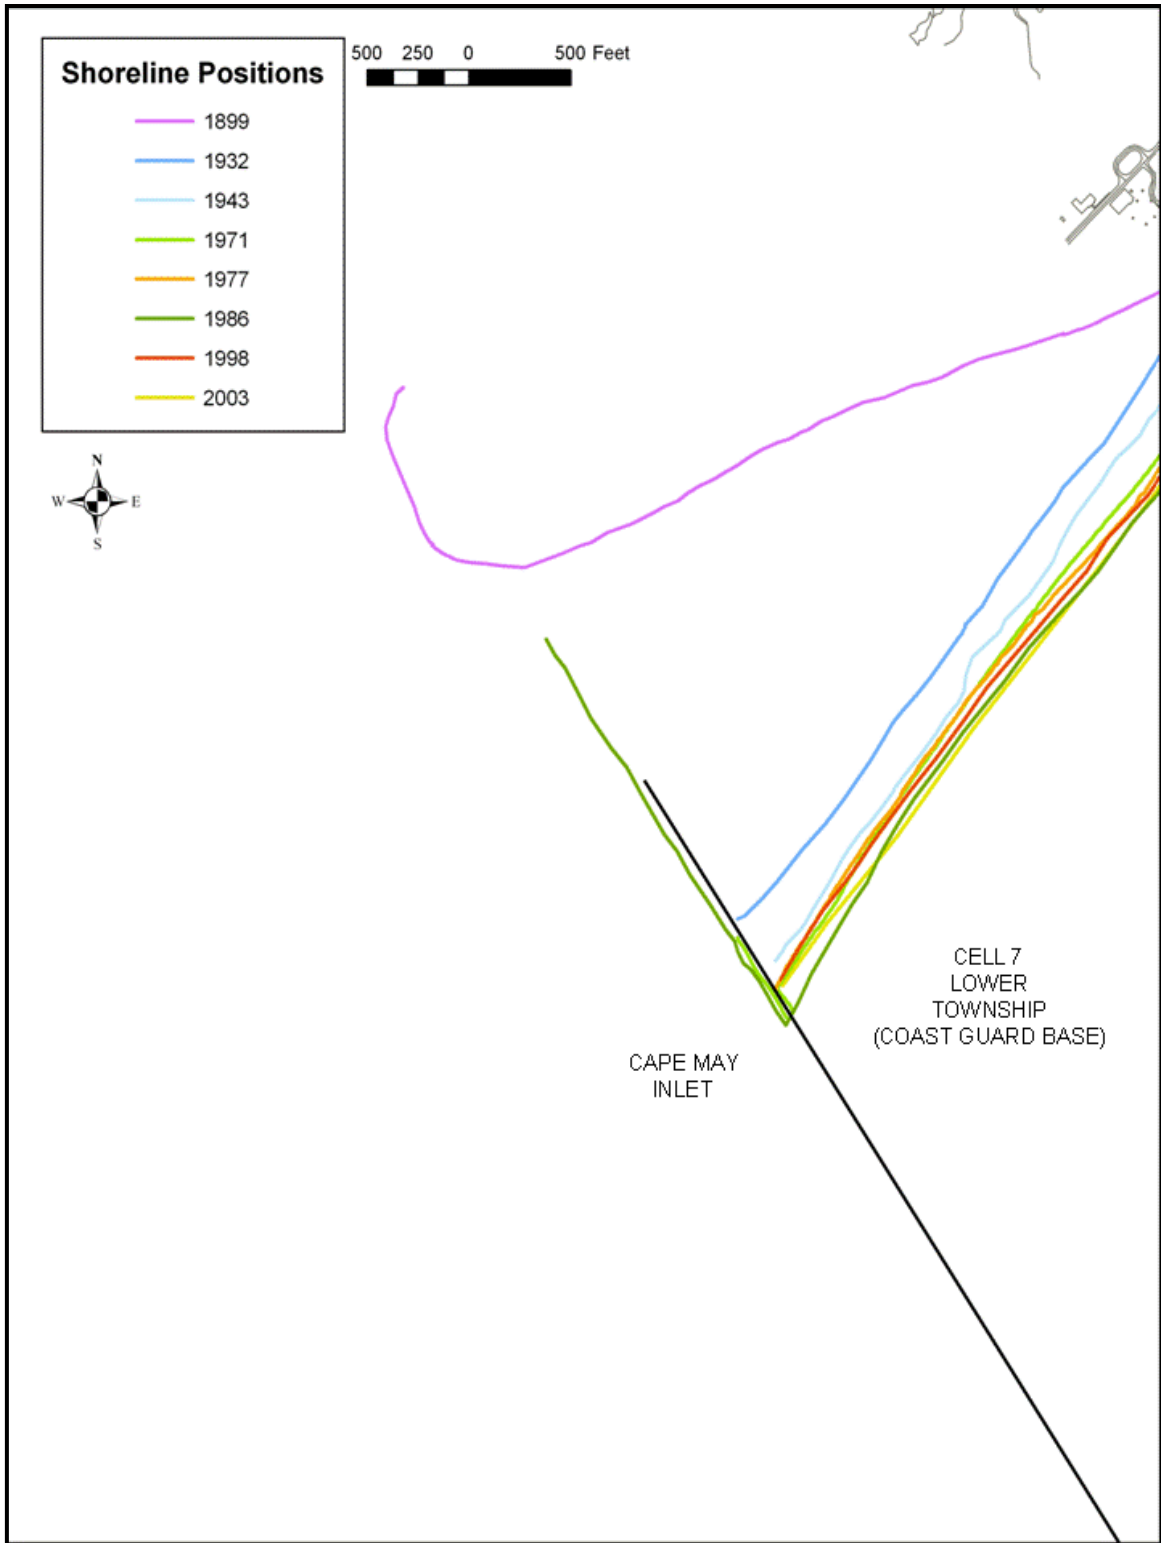 Shoreline Positions
1899
1932
1943
1971
1977
1986
1998
2003
500 250 0 500 Feet
N
W E
S
CELL 7
LOWER
TOWNSHIP
(COAST GUARD BASE)
CAPE MAY
INLET